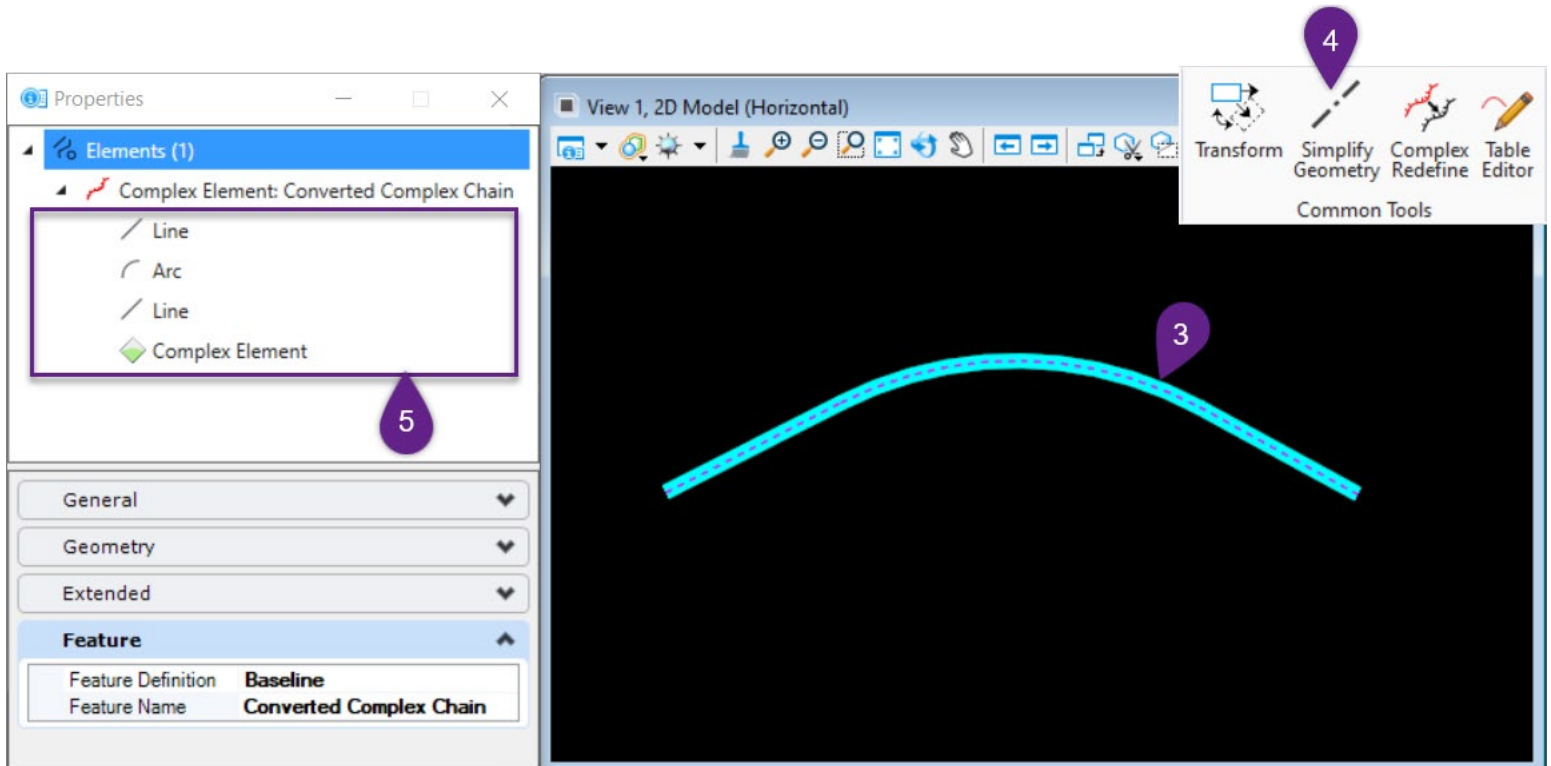 4
Properties
View 1, 2D Model (Horizontal)
Transform Simplify Geometry Complex Redefine Table Editor
Common Tools
Elements (1)
Complex Element: Converted Complex Chain
Line
Arc
Line
Complex Element
3
5
General
Geometry
Extended
Feature
Feature Definition Baseline
Feature Name Converted Complex Chain